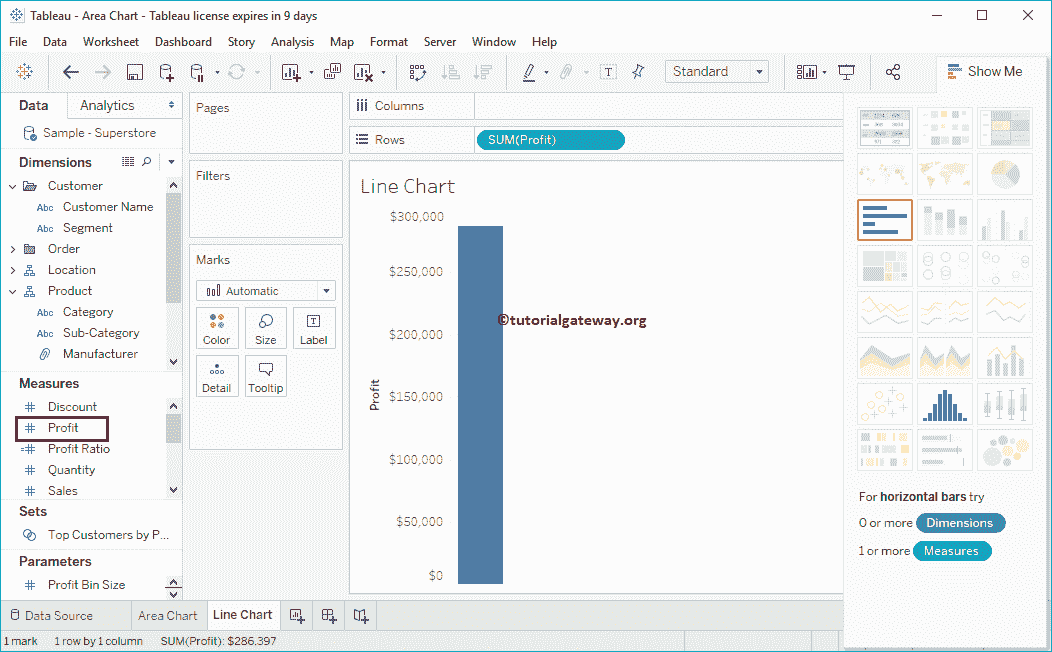 Tableau - Area Chart - Tableau license expires in 9 days
File Data Worksheet Dashboard Story Analysis Map Format Server Window Help
Standard
Show Me
Data Analytics
Sample - Superstore
Dimensions
Customer
Abc Customer Name
Abc Segment
Order
Location
Product
Abc Category
Abc Sub-Category
Manufacturer
Measures
# Discount
# Profit
=# Profit Ratio
# Quantity
# Sales
Sets
Top Customers by P...
Parameters
# Profit Bin Size
Pages
Filters
Marks
Automatic
Color Size Label
Detail Tooltip
Columns
Rows SUM(Profit)
Line Chart
$300,000
$250,000
$200,000
$150,000
$100,000
$50,000
$0
Profit
©tutorialgateway.org
For horizontal bars try
0 or more Dimensions
1 or more Measures
Data Source Area Chart Line Chart
1 mark 1 row by 1 column SUM(Profit): $286,397